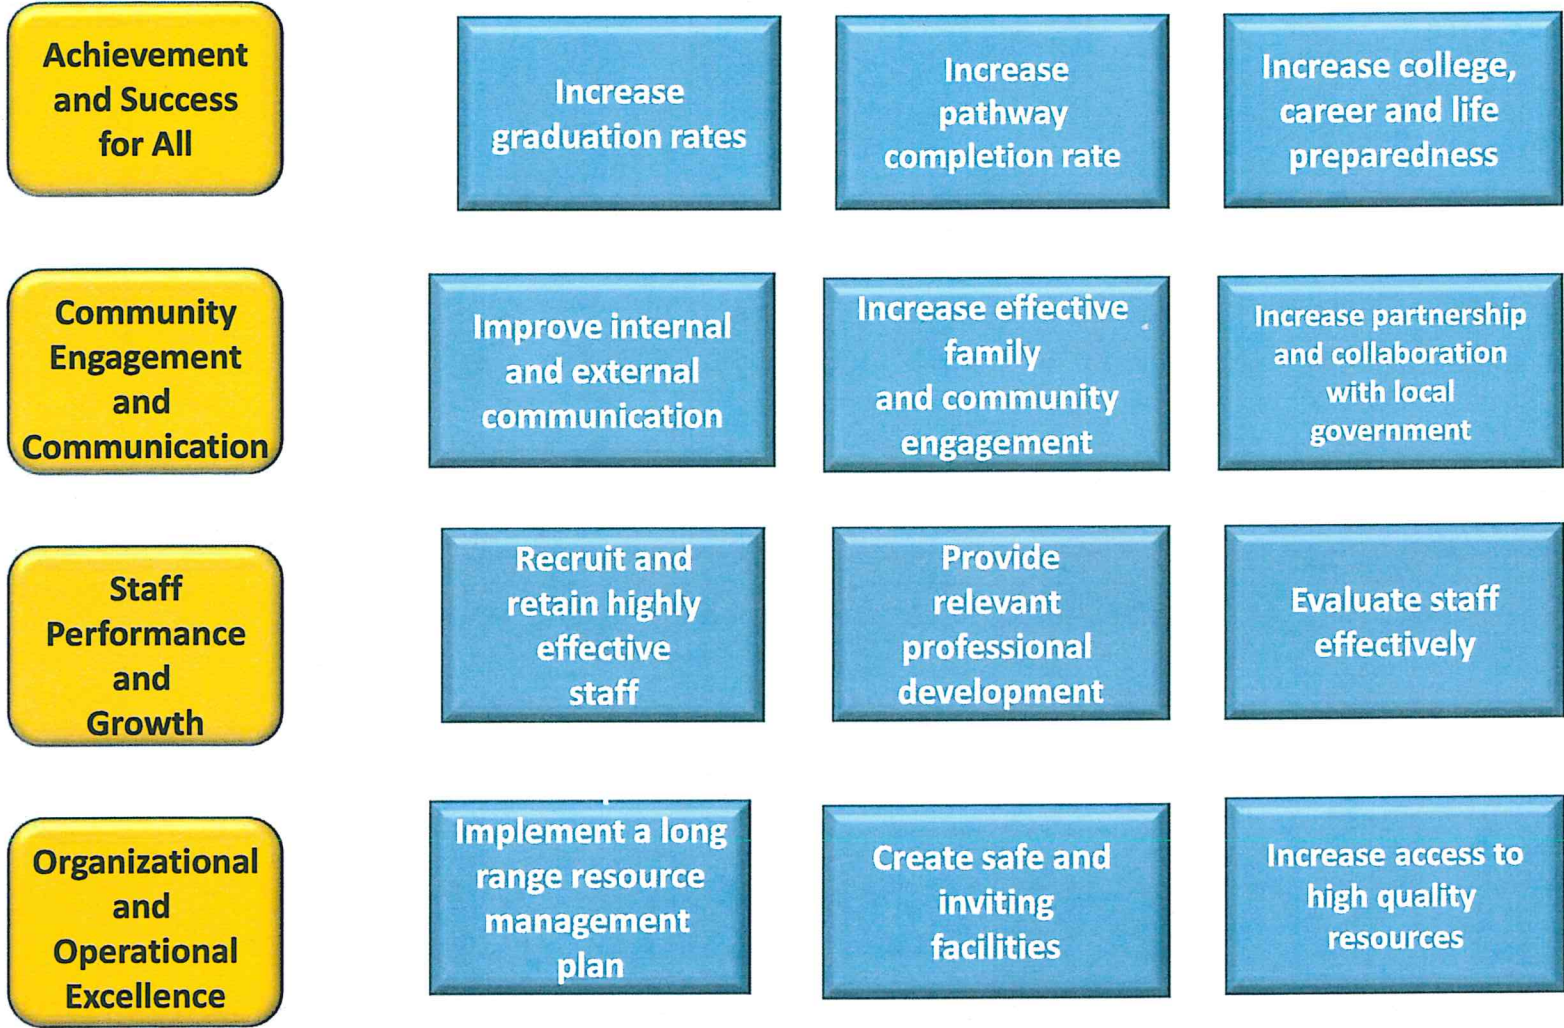 Achievement
and Success
for All
Increase
graduation rates
Increase
pathway
completion rate
Increase college,
career and life
preparedness
Community
Engagement
and
Communication
Improve internal
and external
communication
Increase effective
family
and community
engagement
Increase partnership
and collaboration
with local
government
Staff
Performance
and
Growth
Recruit and
retain highly
effective
staff
Provide
relevant
professional
development
Evaluate staff
effectively
Organizational
and
Operational
Excellence
Implement a long
range resource
management
plan
Create safe and
inviting
facilities
Increase access to
high quality
resources